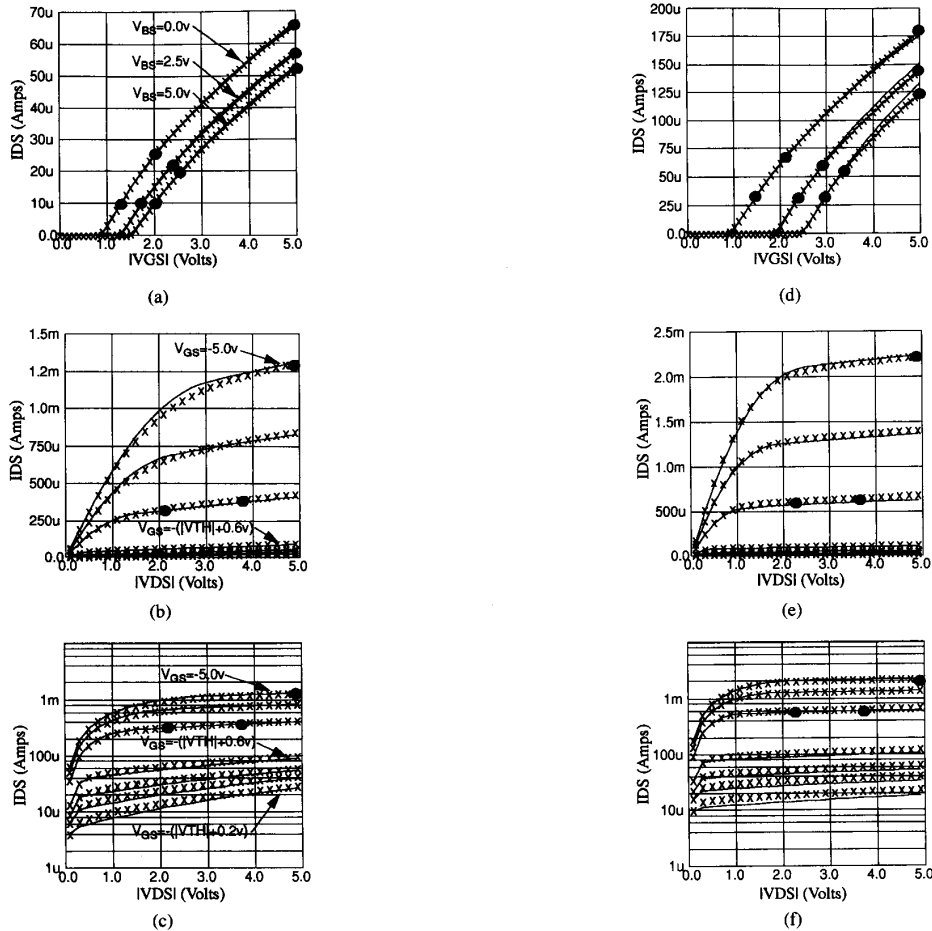 70u
60u
50u
40u
30u
20u
10u
0.0
IDS (Amps)
V_BS=0.0v
V_BS=2.5v
V_BS=5.0v
0.0 1.0 2.0 3.0 4.0 5.0
|VGS| (Volts)
(a)
200u
175u
150u
125u
100u
75u
50u
25u
0.0
IDS (Amps)
0.0 1.0 2.0 3.0 4.0 5.0
|VGS| (Volts)
(d)
1.5m
1.2m
1.0m
750u
500u
250u
0.0
IDS (Amps)
V_GS=-5.0v
V_GS=-(|VTH|+0.6v)
0.0 1.0 2.0 3.0 4.0 5.0
|VDS| (Volts)
(b)
2.5m
2.0m
1.5m
1.0m
500u
0.0
IDS (Amps)
0.0 1.0 2.0 3.0 4.0 5.0
|VDS| (Volts)
(e)
1m
100u
10u
1u
IDS (Amps)
V_GS=-5.0v
V_GS=-(|VTH|+0.6v)
V_GS=-(|VTH|+0.2v)
0.0 1.0 2.0 3.0 4.0 5.0
|VDS| (Volts)
(c)
1m
100u
10u
1u
IDS (Amps)
0.0 1.0 2.0 3.0 4.0 5.0
|VDS| (Volts)
(f)